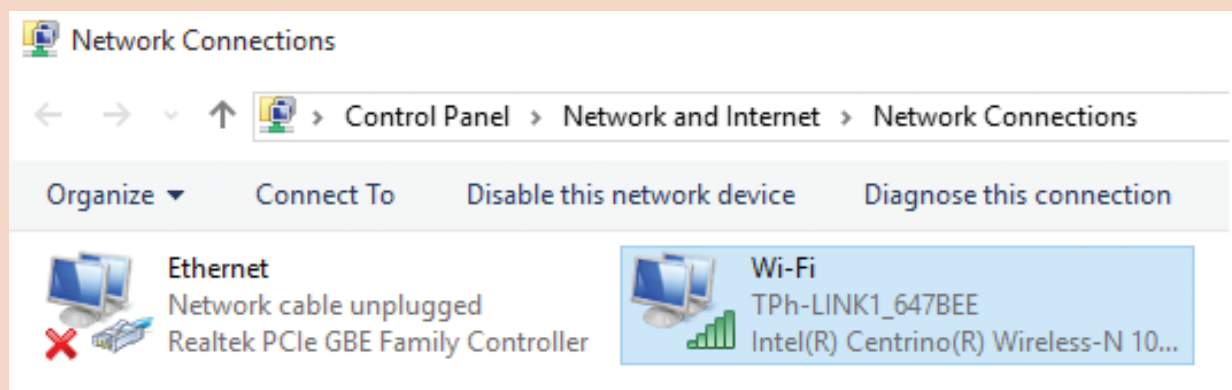 Network Connections
Control Panel > Network and Internet > Network Connections
Organize Connect To Disable this network device Diagnose this connection
Ethernet
Network cable unplugged
Realtek PCIe GBE Family Controller
Wi-Fi
TPh-LINK1_647BEE
Intel(R) Centrino(R) Wireless-N 10...